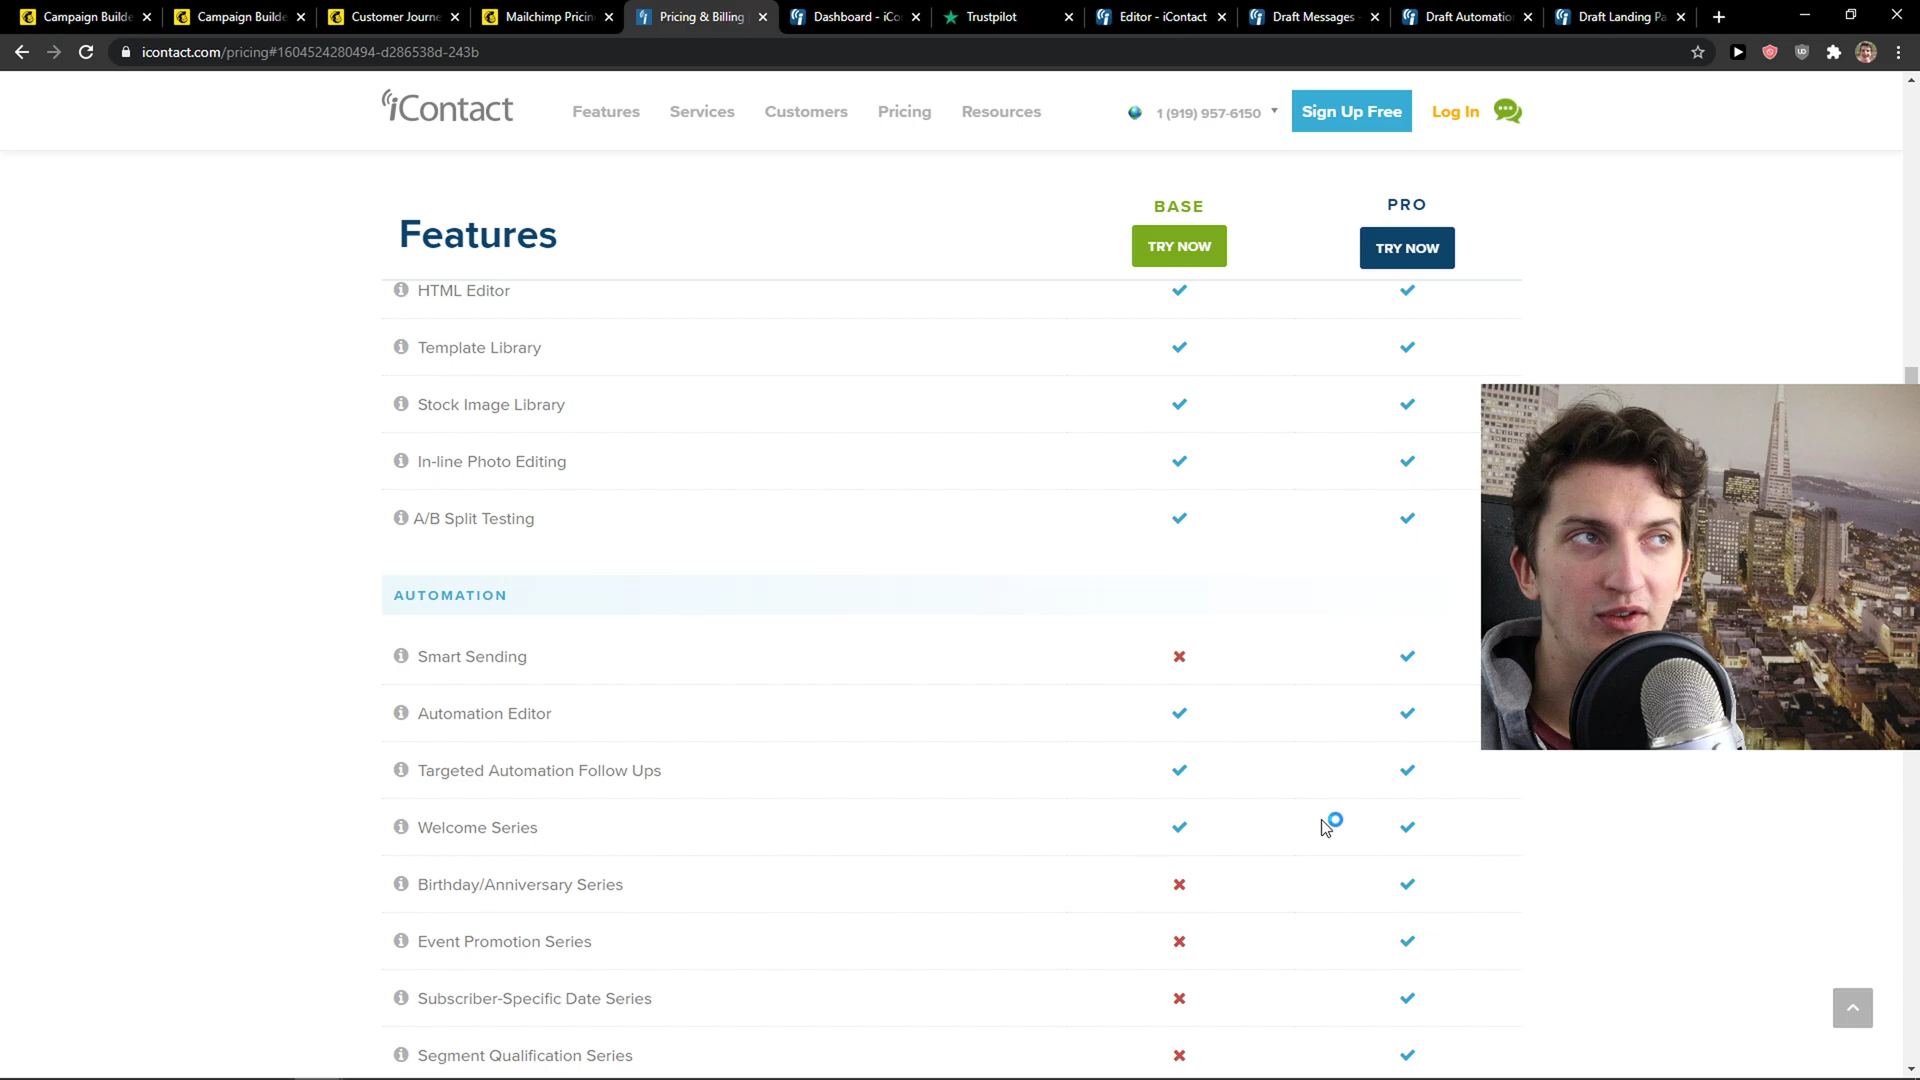 Campaign Builde
Campaign Builde
Customer Journe
Mailchimp Pricin
Pricing & Billing
Dashboard - iCo
Trustpilot
Editor - iContact
Draft Messages -
Draft Automatio
Draft Landing Pa
icontact.com/pricing#1604524280494-d286538d-243b
iContact
Features
Services
Customers
Pricing
Resources
1 (919) 957-6150
Sign Up Free
Log In
Features
BASE
TRY NOW
PRO
TRY NOW
HTML Editor
Template Library
Stock Image Library
In-line Photo Editing
A/B Split Testing
AUTOMATION
Smart Sending
Automation Editor
Targeted Automation Follow Ups
Welcome Series
Birthday/Anniversary Series
Event Promotion Series
Subscriber-Specific Date Series
Segment Qualification Series